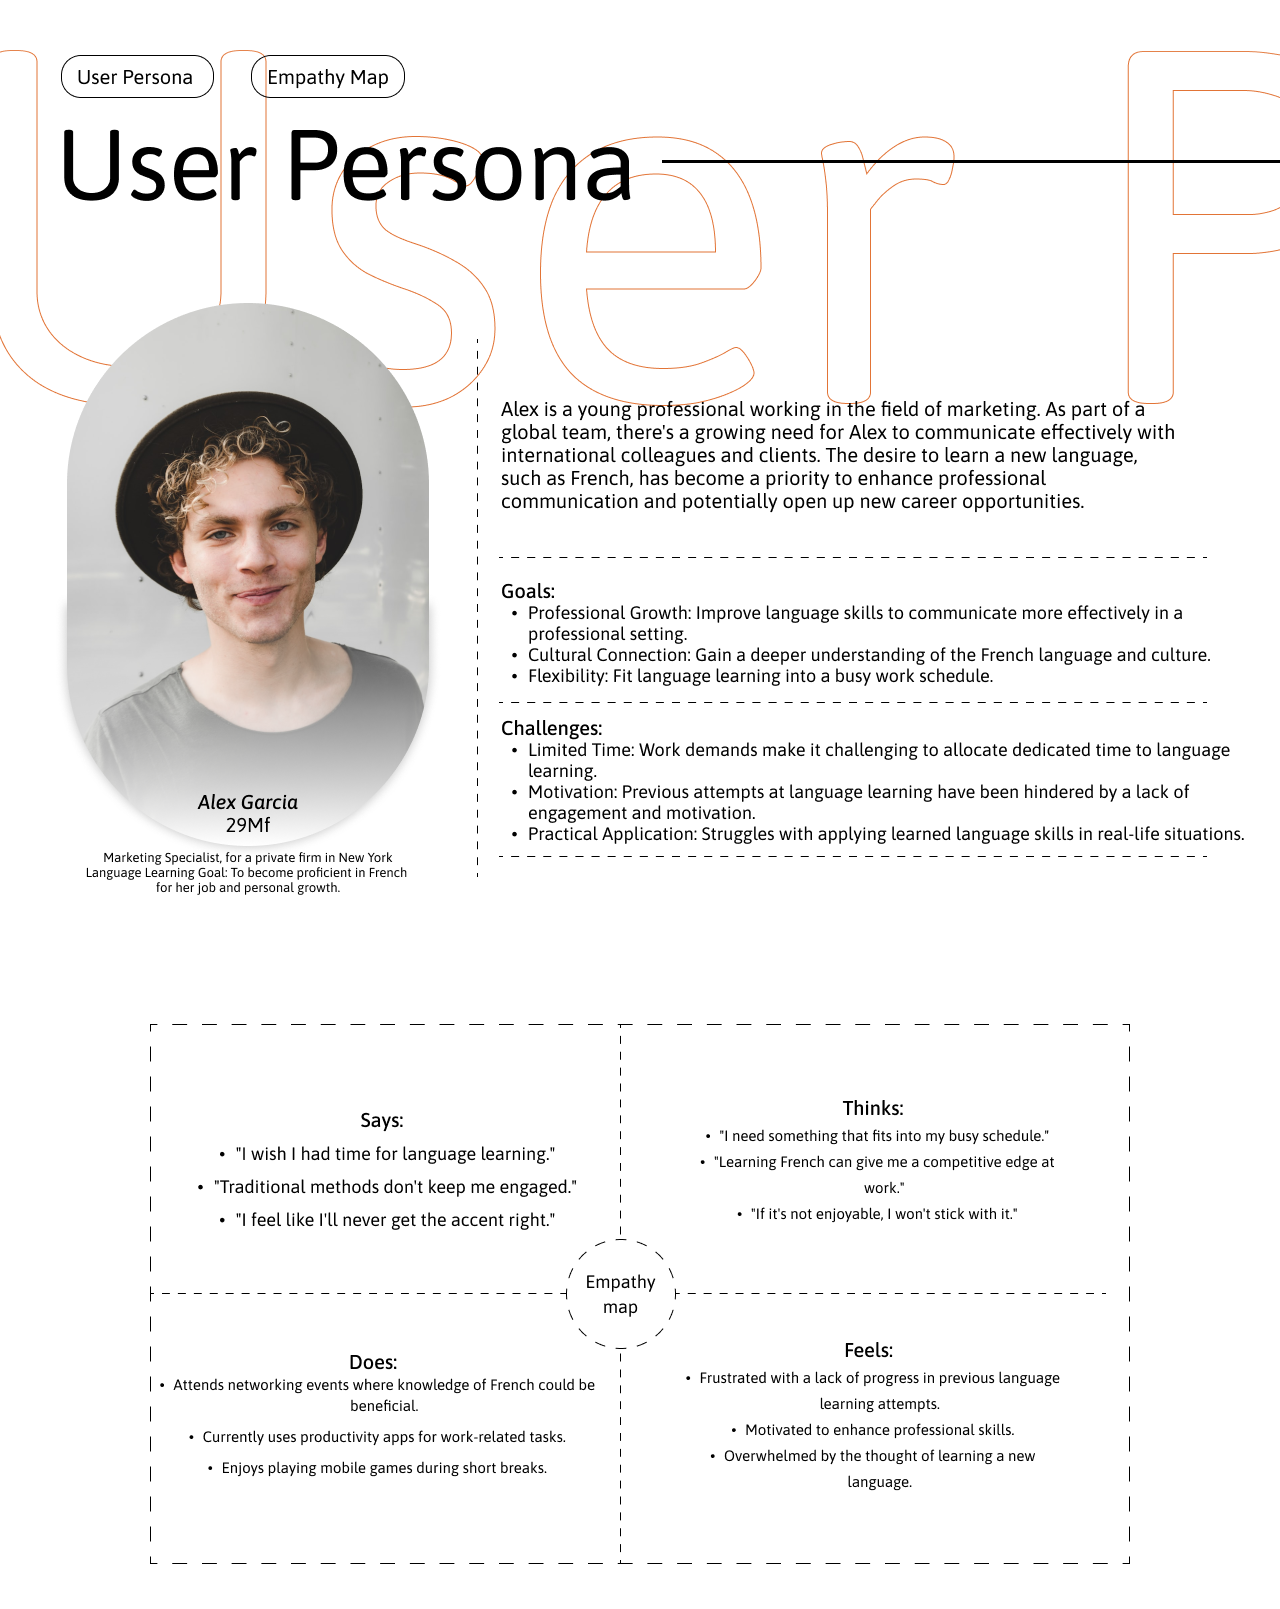 User Persona
Empathy Map
User P
User Persona
Alex Garcia
29Mf
Marketing Specialist, for a private firm in New York
Language Learning Goal: To become proficient in French
for her job and personal growth.
Alex is a young professional working in the field of marketing. As part of a
global team, there's a growing need for Alex to communicate effectively with
international colleagues and clients. The desire to learn a new language,
such as French, has become a priority to enhance professional
communication and potentially open up new career opportunities.
Goals:
• Professional Growth: Improve language skills to communicate more effectively in a
professional setting.
• Cultural Connection: Gain a deeper understanding of the French language and culture.
• Flexibility: Fit language learning into a busy work schedule.
Challenges:
• Limited Time: Work demands make it challenging to allocate dedicated time to language
learning.
• Motivation: Previous attempts at language learning have been hindered by a lack of
engagement and motivation.
• Practical Application: Struggles with applying learned language skills in real-life situations.
Says:
• "I wish I had time for language learning."
• "Traditional methods don't keep me engaged."
• "I feel like I'll never get the accent right."
Thinks:
• "I need something that fits into my busy schedule."
• "Learning French can give me a competitive edge at
work."
• "If it's not enjoyable, I won't stick with it."
Empathy
map
Does:
• Attends networking events where knowledge of French could be
beneficial.
• Currently uses productivity apps for work-related tasks.
• Enjoys playing mobile games during short breaks.
Feels:
• Frustrated with a lack of progress in previous language
learning attempts.
• Motivated to enhance professional skills.
• Overwhelmed by the thought of learning a new
language.